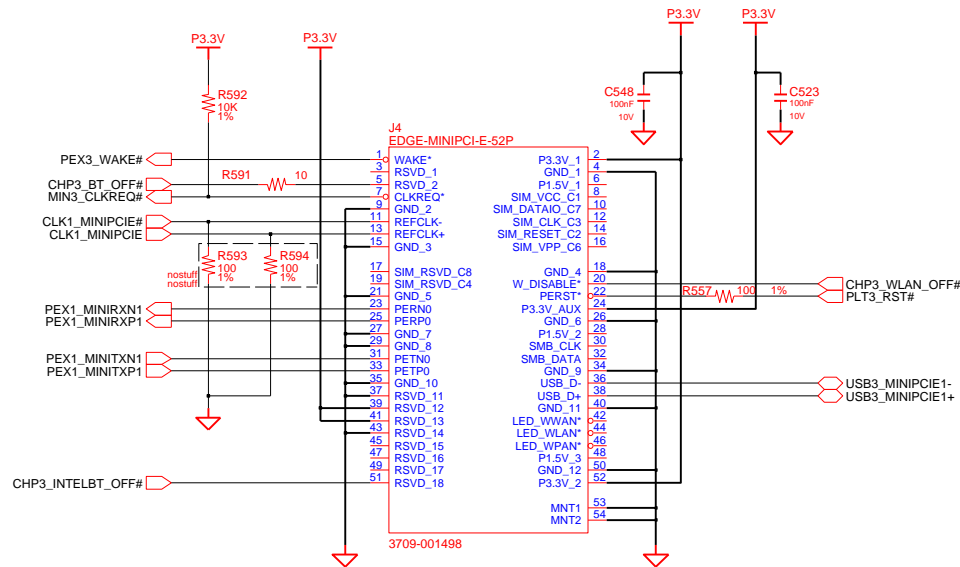 P3.3V
P3.3V
P3.3V
P3.3V
R592
10K
1%
C548
100nF
10V
C523
100nF
10V
J4
EDGE-MINIPCI-E-52P
PEX3_WAKE#
1 WAKE*
3 RSVD_1
CHP3_BT_OFF#
R591 10
5 RSVD_2
MIN3_CLKREQ#
7 CLKREQ*
9 GND_2
CLK1_MINIPCIE#
11 REFCLK-
CLK1_MINIPCIE
13 REFCLK+
15 GND_3
R593
100
1%
R594
100
1%
nostuff
nostuff
17 SIM_RSVD_C8
19 SIM_RSVD_C4
21 GND_5
PEX1_MINIRXN1
23 PERN0
PEX1_MINIRXP1
25 PERP0
27 GND_7
29 GND_8
PEX1_MINITXN1
31 PETN0
PEX1_MINITXP1
33 PETP0
35 GND_10
37 RSVD_11
39 RSVD_12
41 RSVD_13
43 RSVD_14
45 RSVD_15
47 RSVD_16
49 RSVD_17
CHP3_INTELBT_OFF#
51 RSVD_18
P3.3V_1 2
GND_1 4
P1.5V_1 6
SIM_VCC_C1 8
SIM_DATAIO_C7 10
SIM_CLK_C3 12
SIM_RESET_C2 14
SIM_VPP_C6 16
GND_4 18
W_DISABLE* 20
CHP3_WLAN_OFF#
PERST* 22
R557 100 1%
PLT3_RST#
P3.3V_AUX 24
GND_6 26
P1.5V_2 28
SMB_CLK 30
SMB_DATA 32
GND_9 34
USB_D- 36
USB3_MINIPCIE1-
USB_D+ 38
USB3_MINIPCIE1+
GND_11 40
LED_WWAN* 42
LED_WLAN* 44
LED_WPAN* 46
P1.5V_3 48
GND_12 50
P3.3V_2 52
MNT1 53
MNT2 54
3709-001498